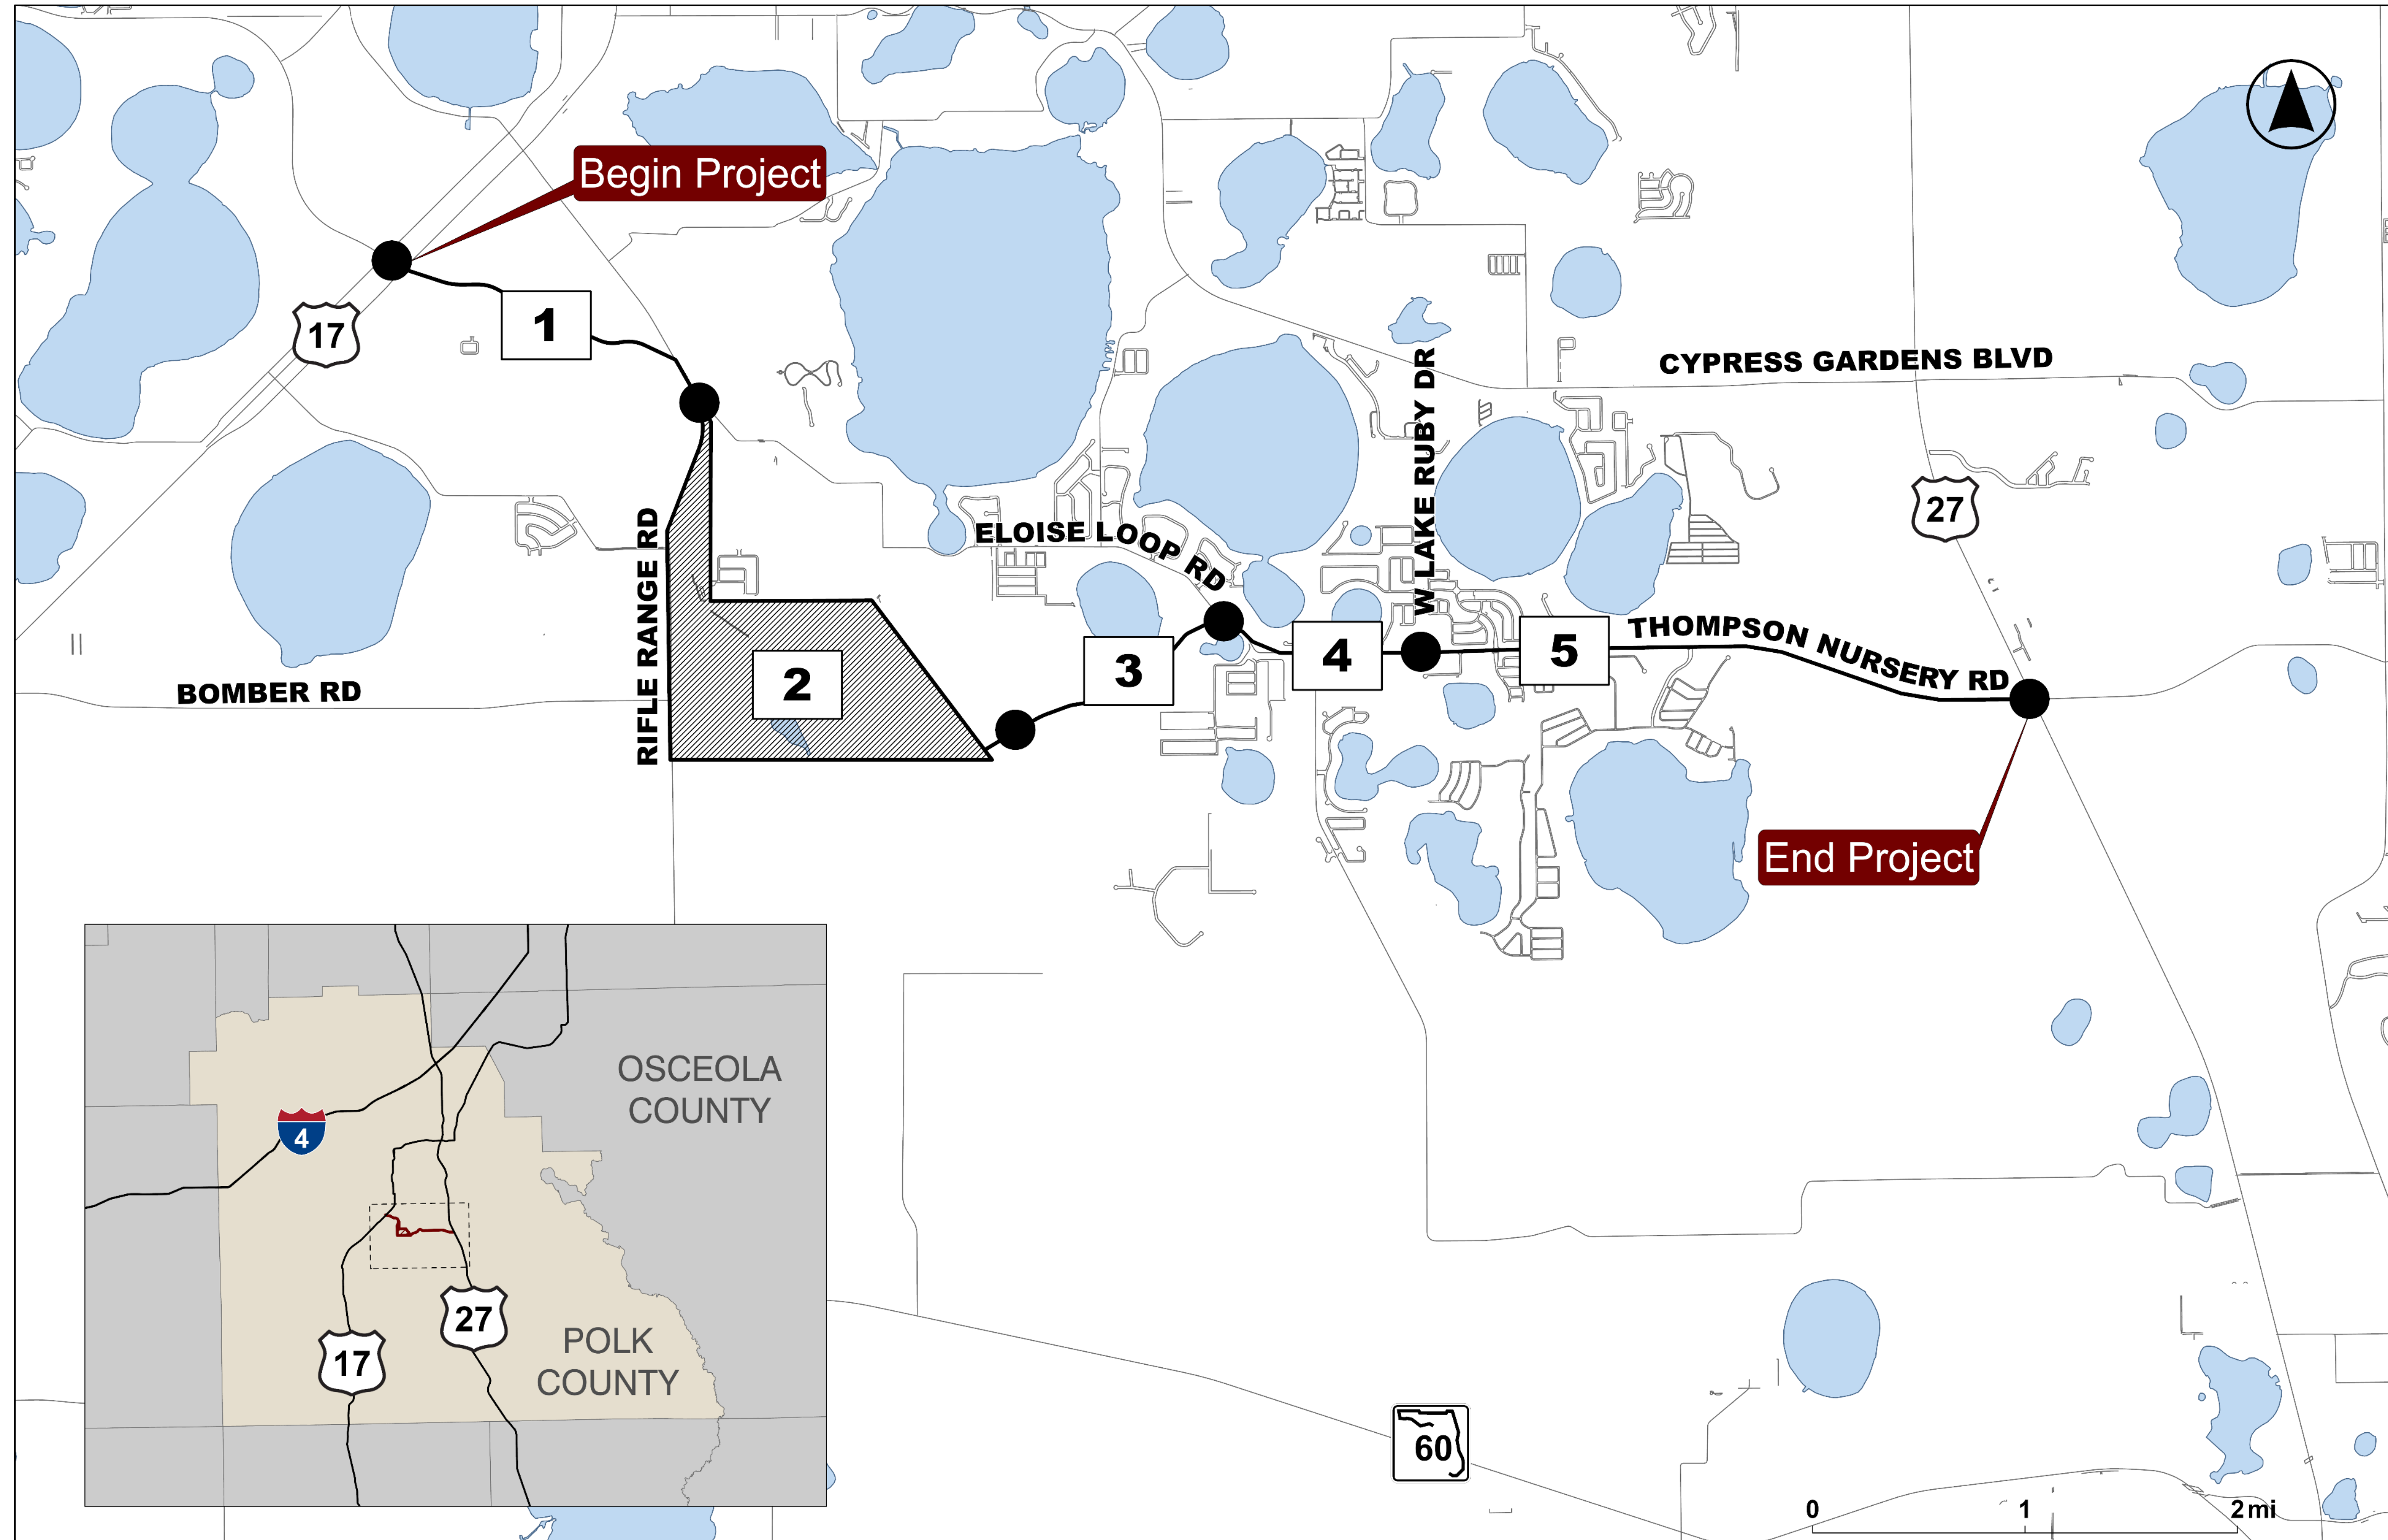 Begin Project
17
1
CYPRESS GARDENS BLVD
W LAKE RUBY DR
27
RIFLE RANGE RD
ELOISE LOOP RD
BOMBER RD
2
3
4
5
THOMPSON NURSERY RD
End Project
OSCEOLA
COUNTY
4
27
17
POLK
COUNTY
60
0 1 2 mi